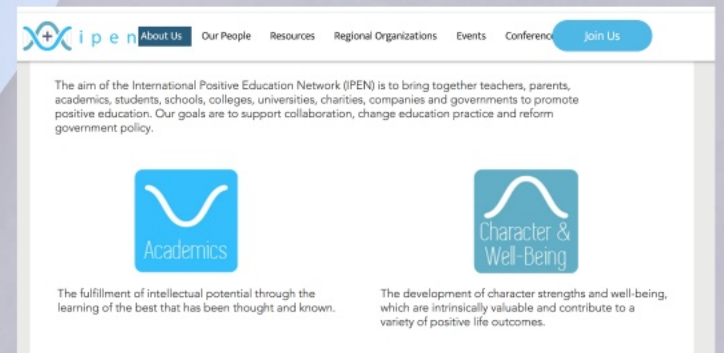 ipen About Us Our People Resources Regional Organizations Events Conference Join Us
The aim of the International Positive Education Network (IPEN) is to bring together teachers, parents,
academics, students, schools, colleges, universities, charities, companies and governments to promote
positive education. Our goals are to support collaboration, change education practice and reform
government policy.
Academics
Character &
Well-Being
The fulfillment of intellectual potential through the
learning of the best that has been thought and known.
The development of character strengths and well-being,
which are intrinsically valuable and contribute to a
variety of positive life outcomes.